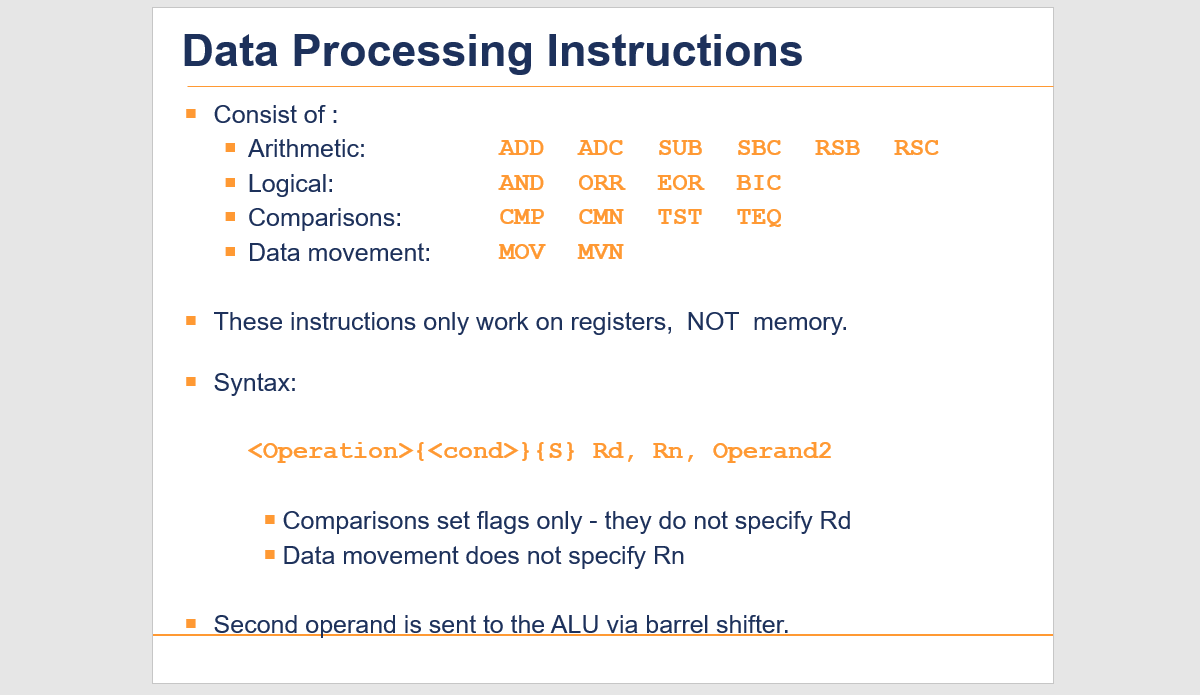 Data Processing Instructions
Consist of :
Arithmetic: ADD ADC SUB SBC RSB RSC
Logical: AND ORR EOR BIC
Comparisons: CMP CMN TST TEQ
Data movement: MOV MVN
These instructions only work on registers, NOT memory.
Syntax:
<Operation>{<cond>}{S} Rd, Rn, Operand2
Comparisons set flags only - they do not specify Rd
Data movement does not specify Rn
Second operand is sent to the ALU via barrel shifter.